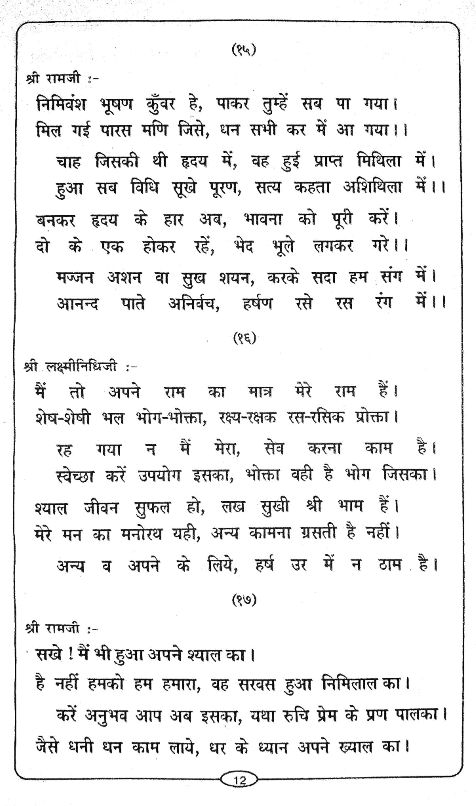 (१५)
श्री रामजी :-
निमिवंश भूषण कुँवर हे, पाकर तुम्हें सब पा गया।
मिल गई पारस मणि जिसे, धन सभी कर में आ गया।।
चाह जिसकी थी हृदय में, वह हुई प्राप्त मिथिला में।
हुआ सब विधि सूखे पूरण, सत्य कहता अशिथिला में।।
बनकर हृदय के हार अब, भावना को पूरी करें।
दो के एक होकर रहें, भेद भूले लगकर गरे।।
मज्जन अशन वा सुख शयन, करके सदा हम संग में।
आनन्द पाते अनिर्वच, हर्षण रसे रस रंग में।।
(१६)
श्री लक्ष्मीनिधिजी :-
मैं तो अपने राम का मात्र मेरे राम हैं।
शेष-शेषी भल भोग-भोक्ता, रक्ष्य-रक्षक रस-रसिक प्रोक्ता।
रह गया न मैं मेरा, सेव करना काम है।
स्वेच्छा करें उपयोग इसका, भोक्ता वही है भोग जिसका।
श्याल जीवन सुफल हो, लख सुखी श्री भाम हैं।
मेरे मन का मनोरथ यही, अन्य कामना ग्रसती है नहीं।
अन्य व अपने के लिये, हर्ष उर में न ठाम है।
(१७)
श्री रामजी :-
सखे ! मैं भी हुआ अपने श्याल का।
है नहीं हमको हम हमारा, वह सरवस हुआ निमिलाल का।
करें अनुभव आप अब इसका, यथा रुचि प्रेम के प्रण पालका।
जैसे धनी धन काम लाये, धर के ध्यान अपने ख्याल का।
12